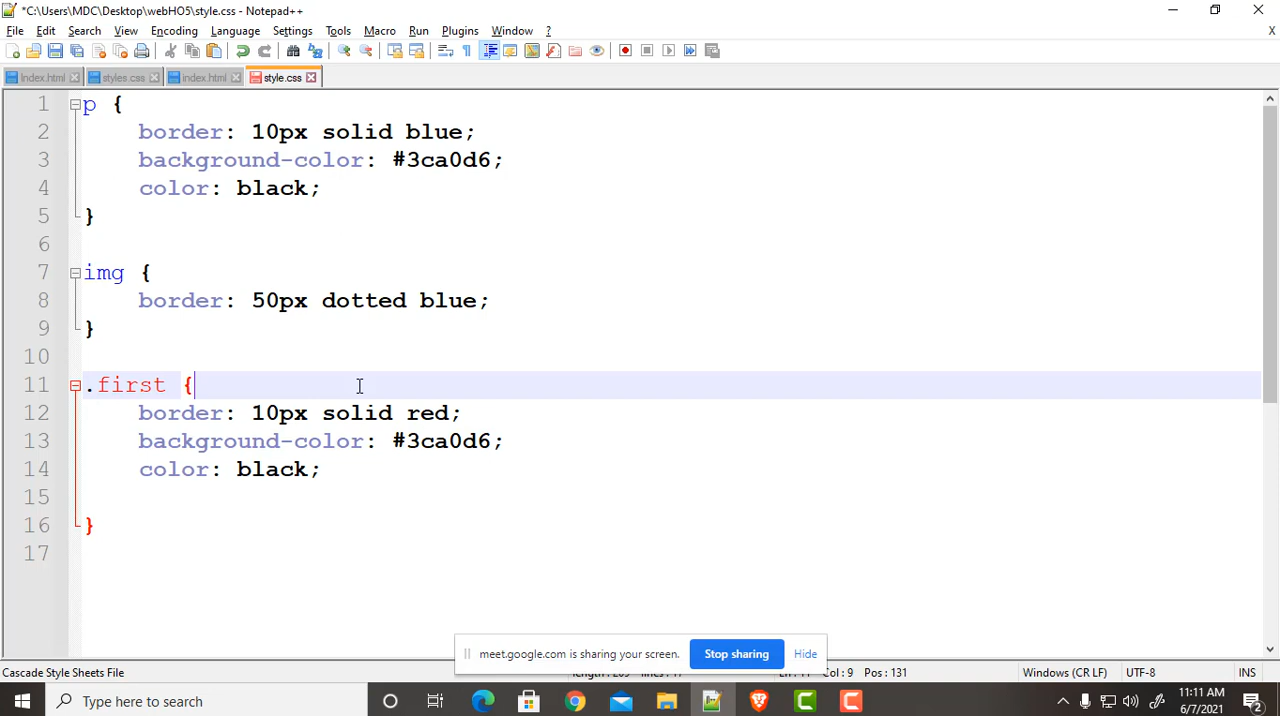 *C:\Users\MDC\Desktop\webHO5\style.css - Notepad++
File Edit Search View Encoding Language Settings Tools Macro Run Plugins Window ? X
Index.html styles.css index.html style.css
1 p {
2 border: 10px solid blue;
3 background-color: #3ca0d6;
4 color: black;
5 }
6
7 img {
8 border: 50px dotted blue;
9 }
10
11 .first {
12 border: 10px solid red;
13 background-color: #3ca0d6;
14 color: black;
15
16 }
17
meet.google.com is sharing your screen. Stop sharing Hide
Cascade Style Sheets File Col : 9 Pos : 131 Windows (CR LF) UTF-8 INS
Type here to search 11:11 AM
6/7/2021 2